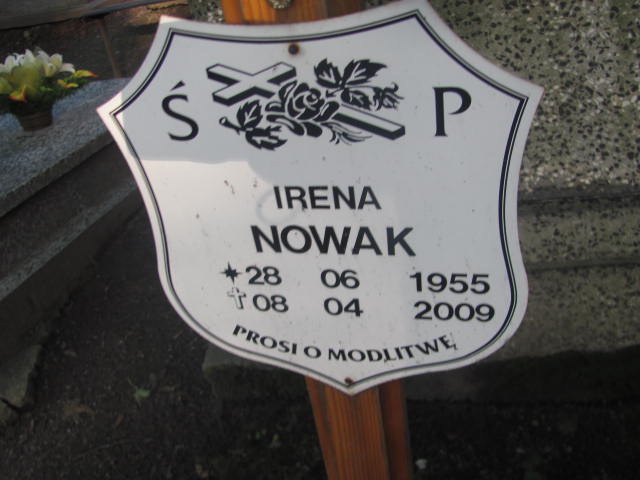 Ś P
IRENA
NOWAK
28 06 1955
08 04 2009
PROSI O MODLITWĘ